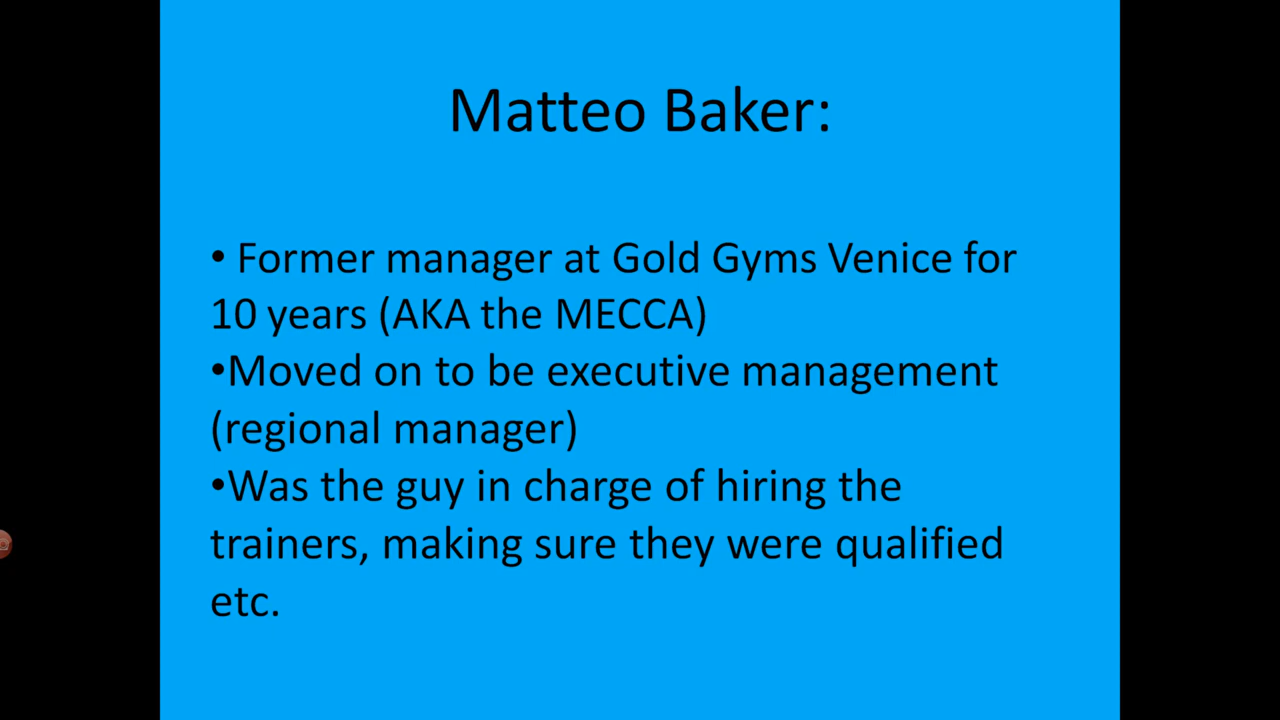 Matteo Baker:
• Former manager at Gold Gyms Venice for
10 years (AKA the MECCA)
•Moved on to be executive management
(regional manager)
•Was the guy in charge of hiring the
trainers, making sure they were qualified
etc.